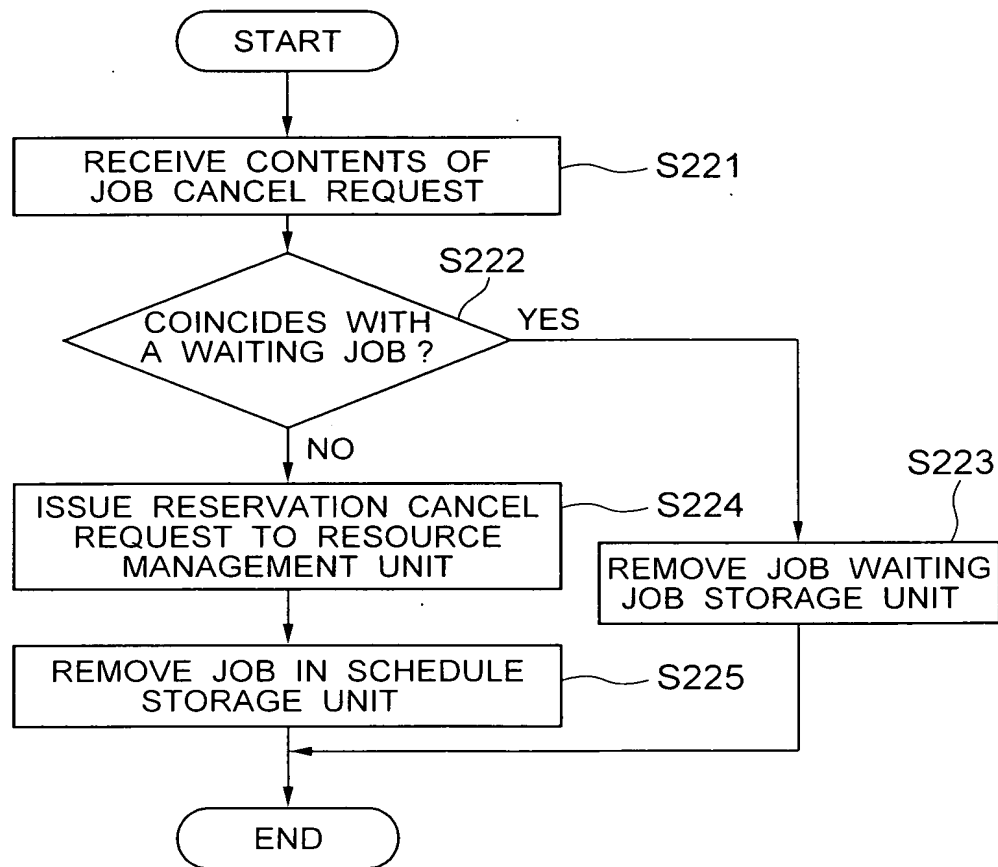 START
RECEIVE CONTENTS OF
JOB CANCEL REQUEST
S221
S222
COINCIDES WITH
A WAITING JOB?
YES
NO
S223
ISSUE RESERVATION CANCEL
REQUEST TO RESOURCE
MANAGEMENT UNIT
S224
REMOVE JOB WAITING
JOB STORAGE UNIT
REMOVE JOB IN SCHEDULE
STORAGE UNIT
S225
END